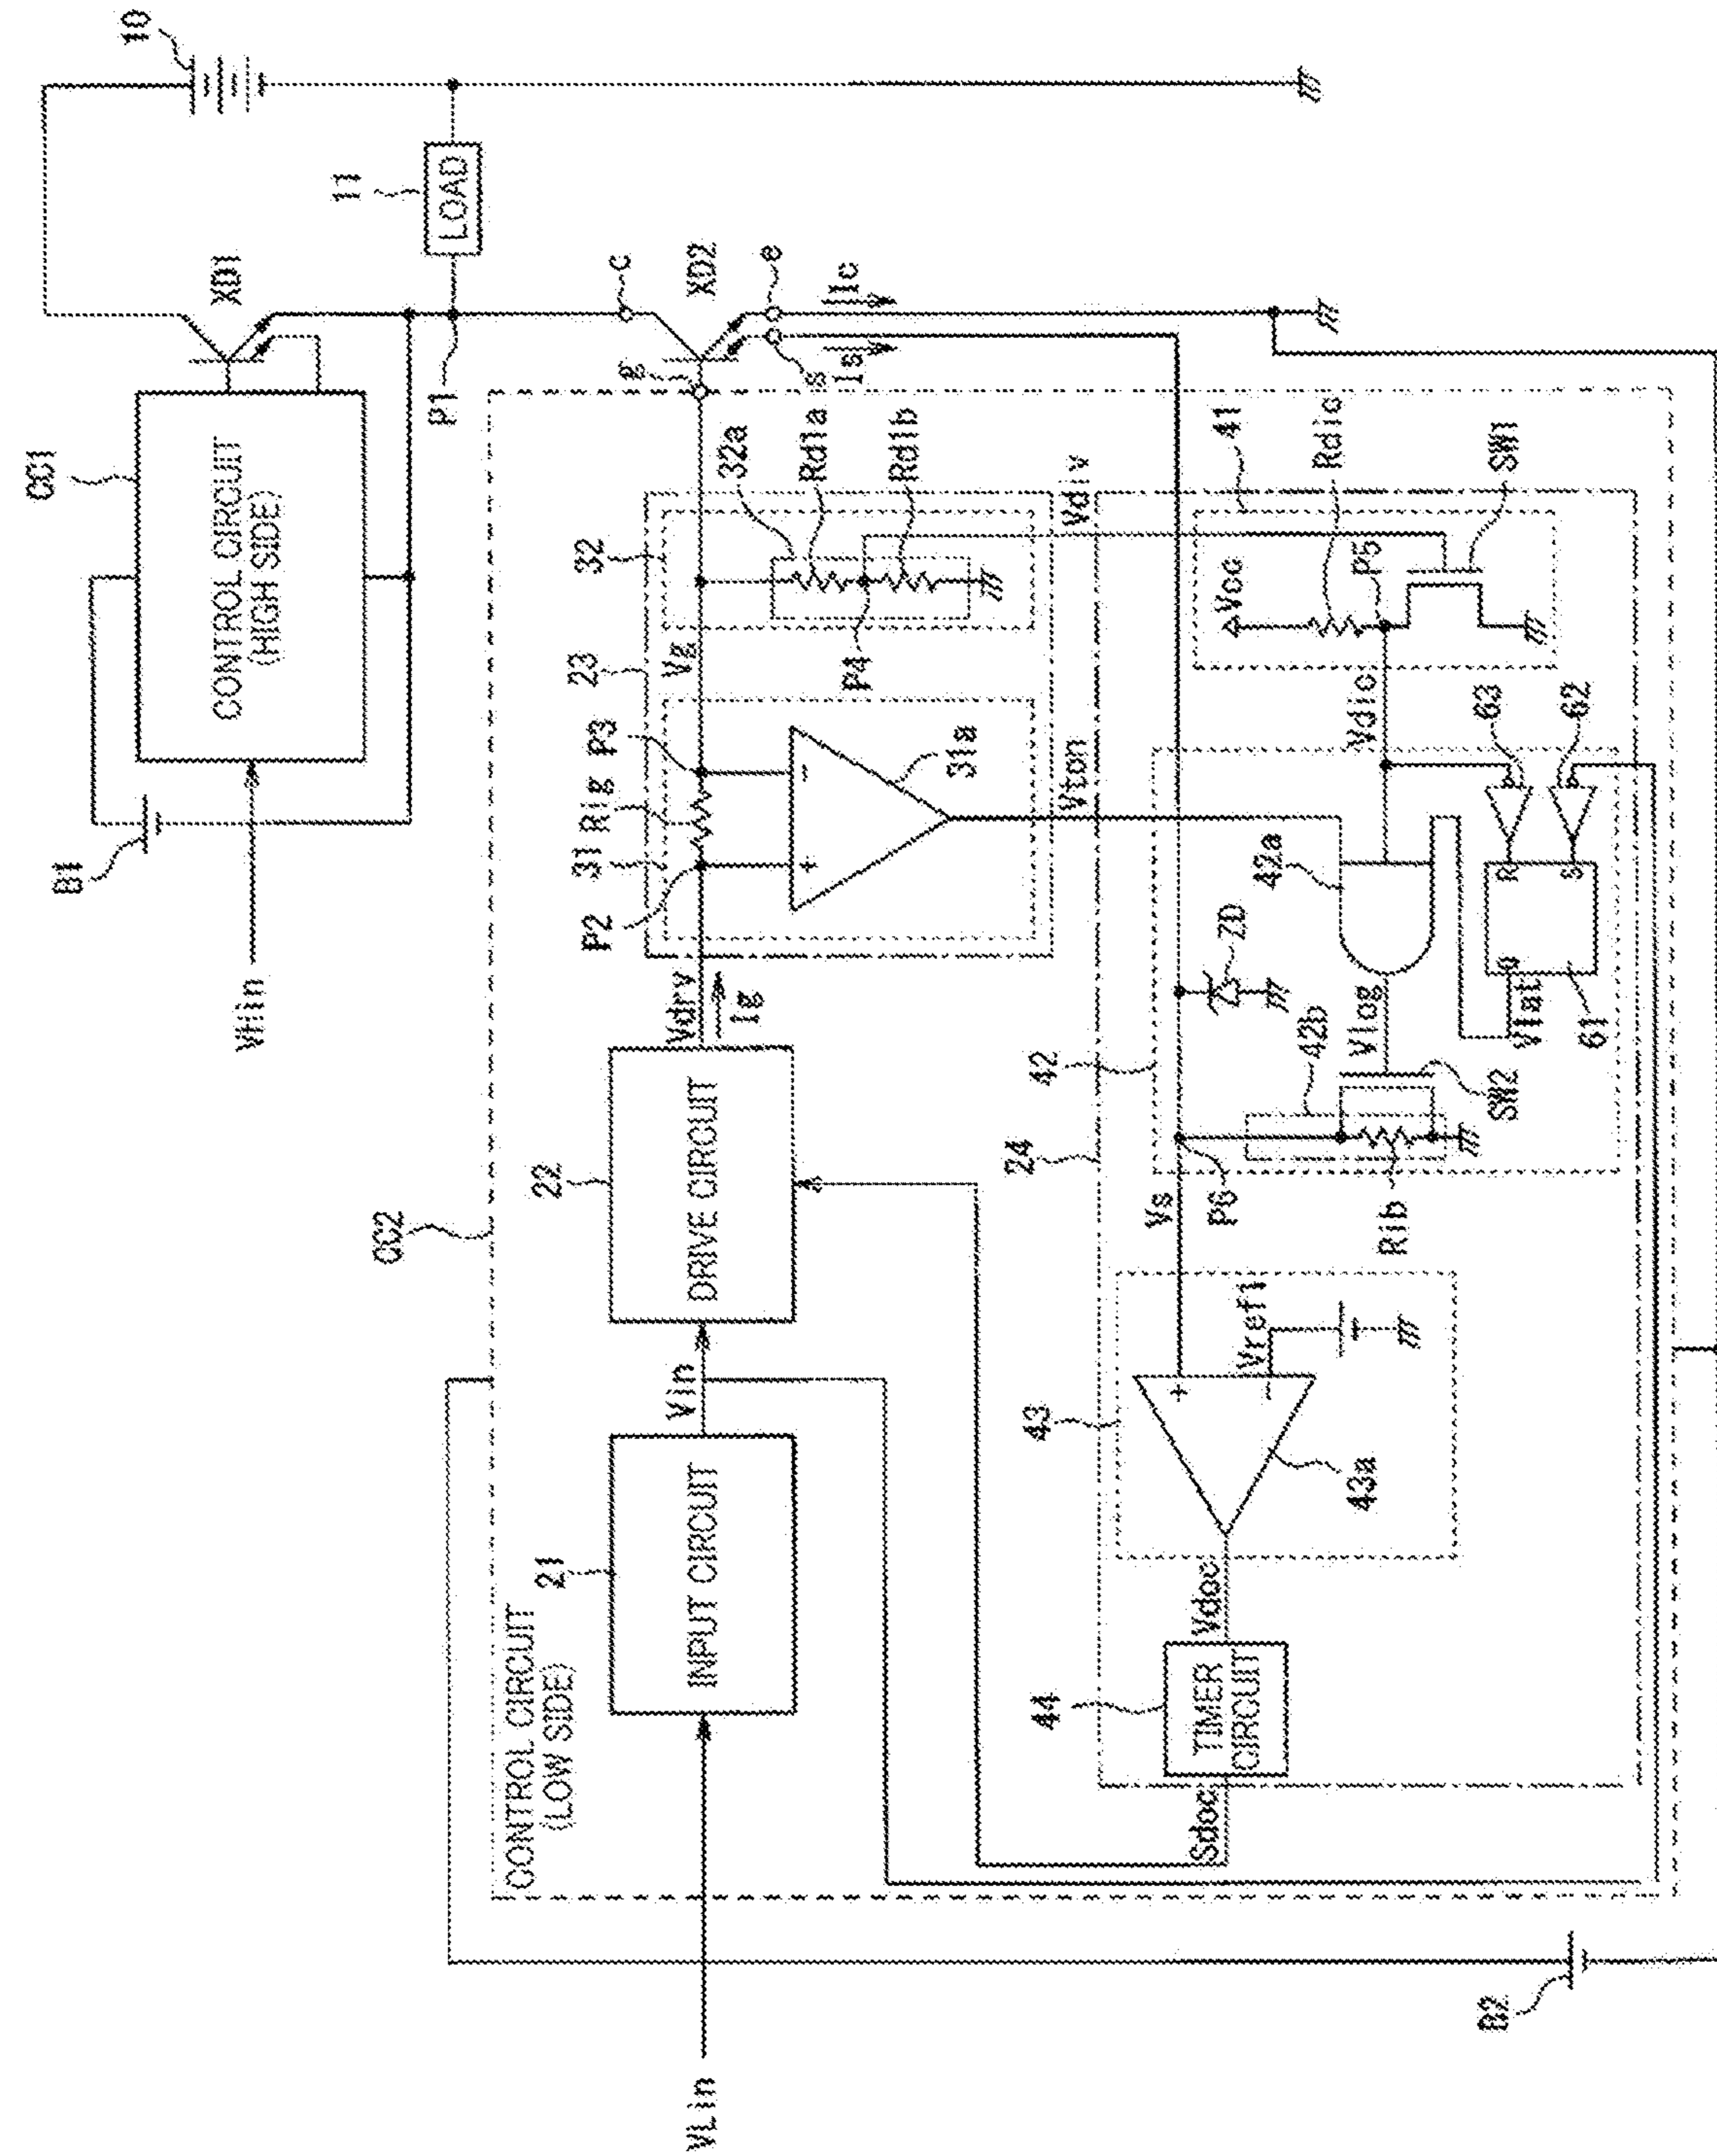 10
11
LOAD
XD1
CC1
CONTROL CIRCUIT
(HIGH SIDE)
B1
VHin
P1
c
XD2
e
Ic
g
s
Is
CC2
CONTROL CIRCUIT
(LOW SIDE)
VLin
21
INPUT CIRCUIT
Vin
22
DRIVE CIRCUIT
Vdrv
Ig
23
31
Rig
P2
P3
+
-
31a
Vg
32
32a
Rd1a
Rd1b
P4
Vdiv
Vton
24
41
Vcc
Rdic
P5
SW1
Vdic
42
42a
42b
ZD
Vlog
SW2
Rib
P6
Vs
63
62
R
S
Q
Vlat
61
43
+
-
Vref1
43a
Vdoc
44
TIMER
CIRCUIT
Sdoc
B2